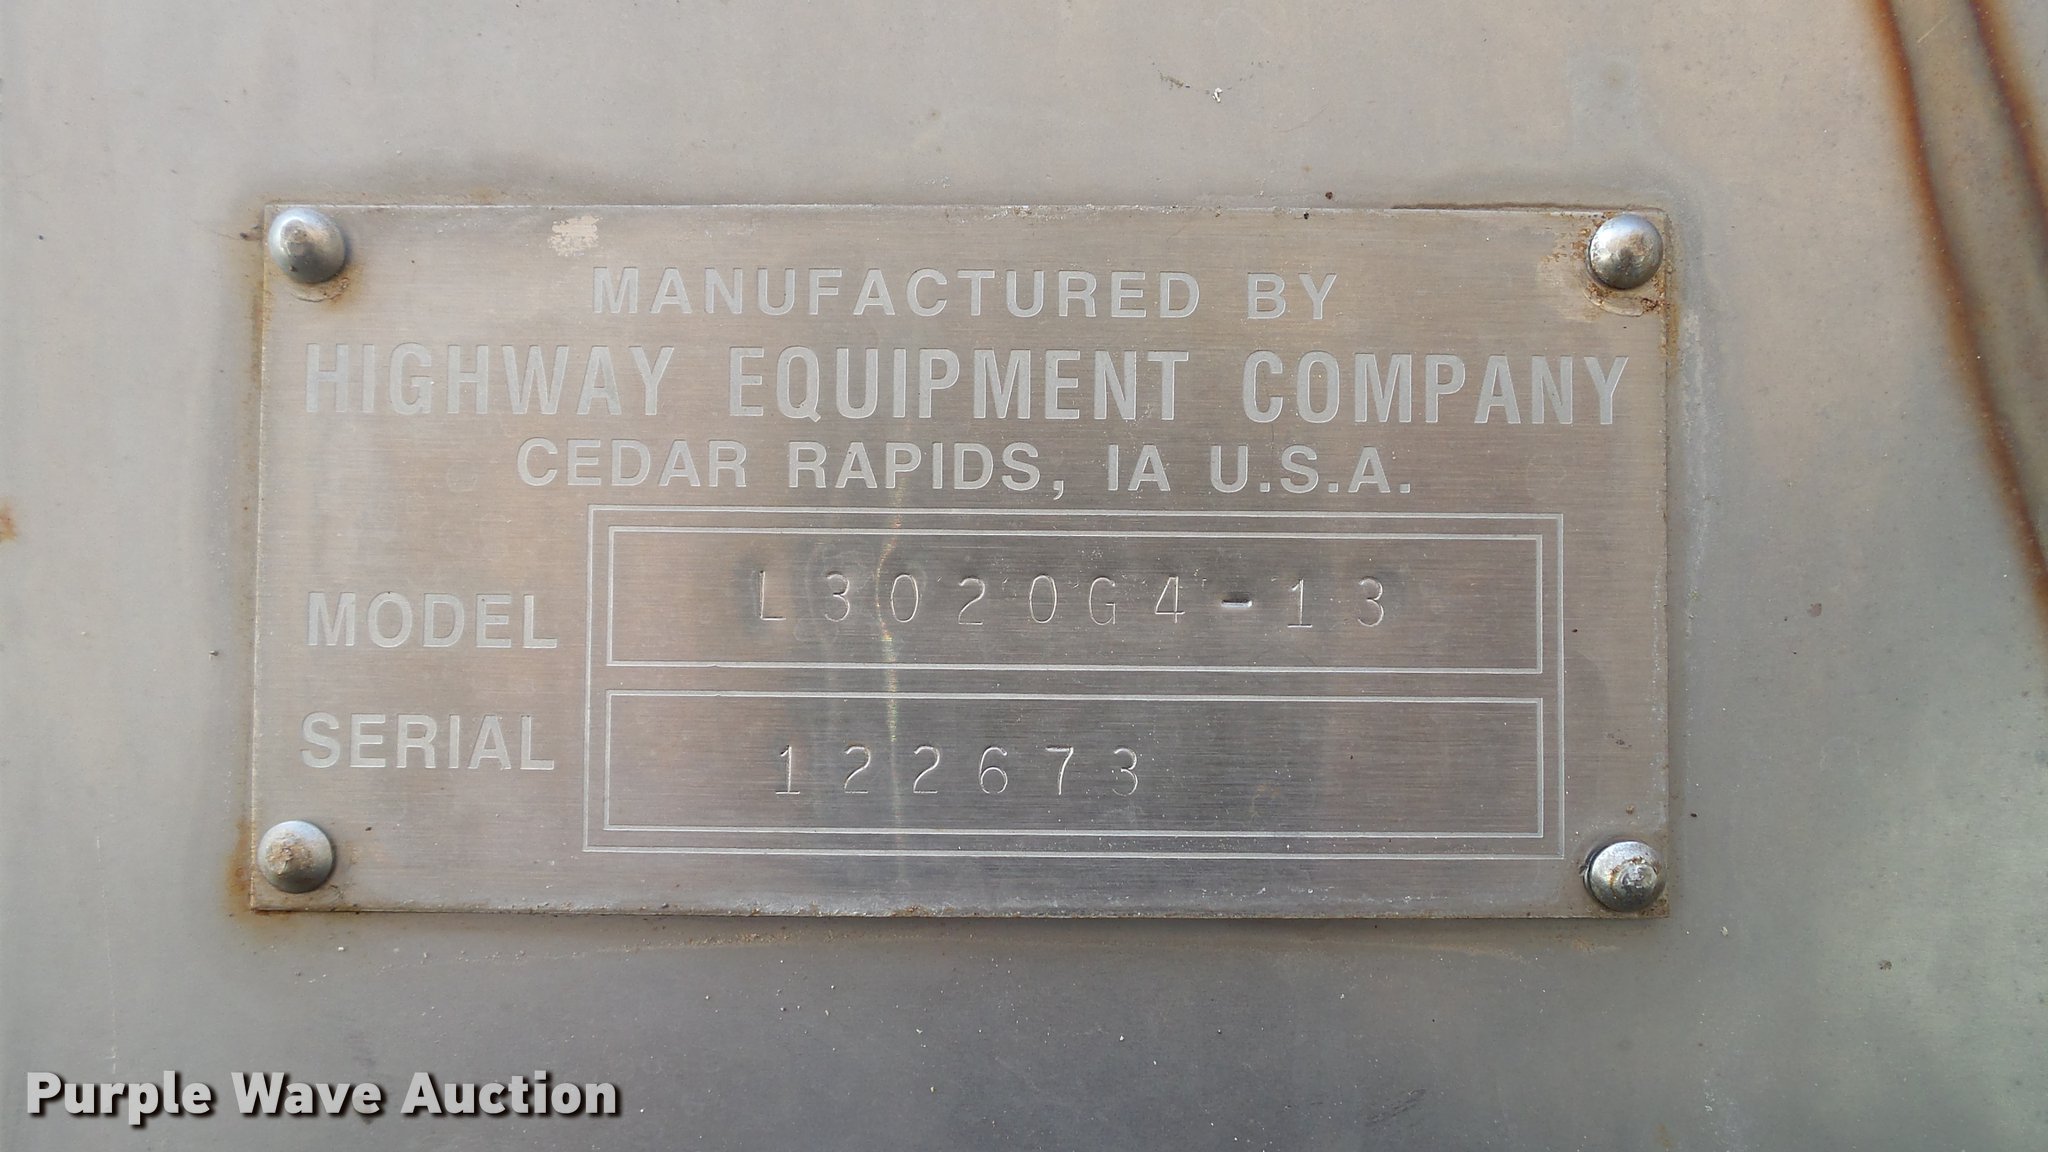 MANUFACTURED BY
HIGHWAY EQUIPMENT COMPANY
CEDAR RAPIDS, IA U.S.A.
MODEL L3020G4-13
SERIAL 122673
Purple Wave Auction